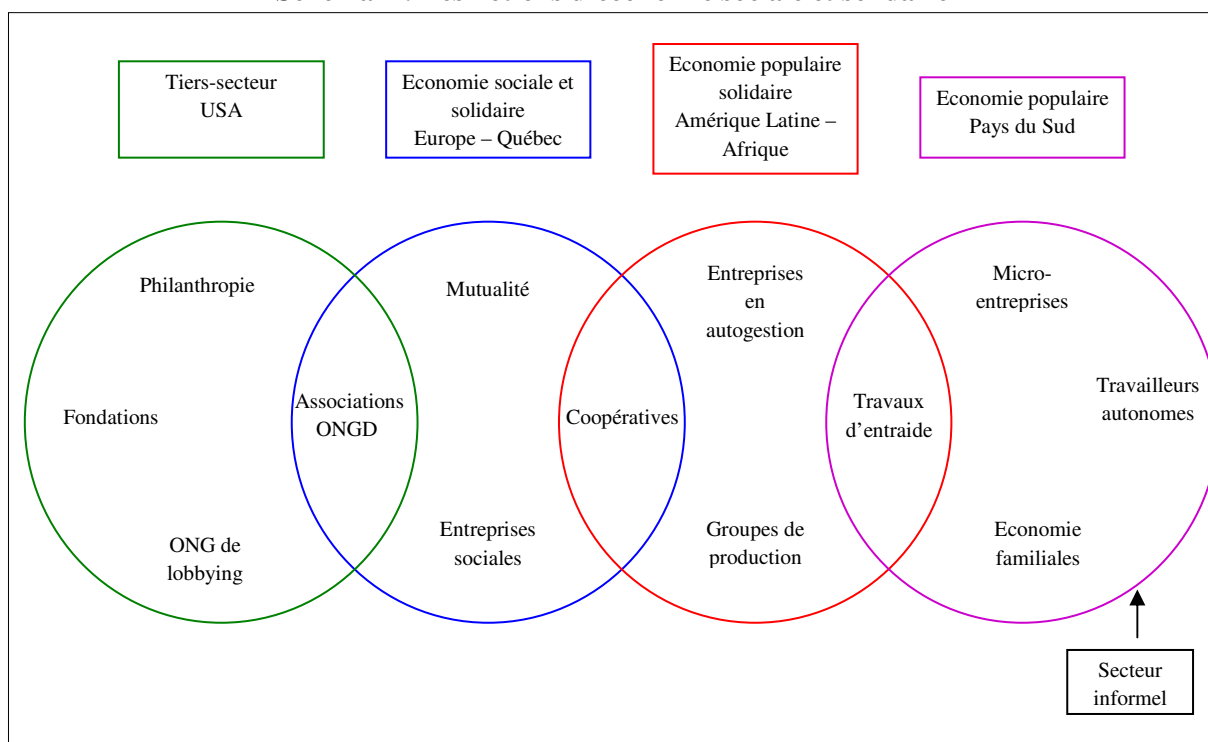 Tiers-secteur
USA
Economie sociale et
solidaire
Europe – Québec
Economie populaire
solidaire
Amérique Latine –
Afrique
Economie populaire
Pays du Sud
Philanthropie
Fondations
ONG de
lobbying
Associations
ONGD
Mutualité
Entreprises
sociales
Coopératives
Entreprises
en
autogestion
Groupes de
production
Travaux
d'entraide
Micro-
entreprises
Travailleurs
autonomes
Economie
familiales
Secteur
informel